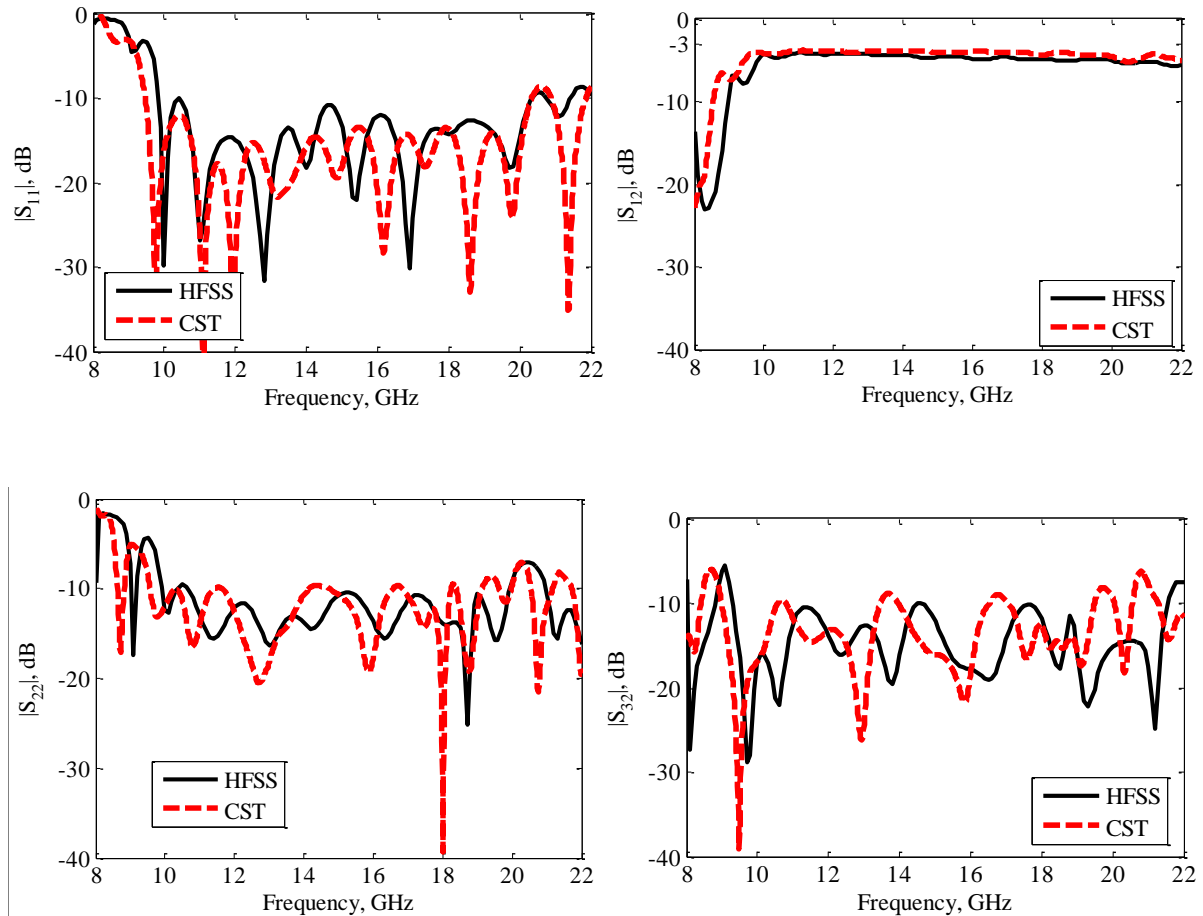 0
-10
-20
-30
-40
|S11|, dB
HFSS
CST
8 10 12 14 16 18 20 22
Frequency, GHz
0
-3
-10
-20
-30
-40
|S12|, dB
HFSS
CST
8 10 12 14 16 18 20 22
Frequency, GHz
0
-10
-20
-30
-40
|S22|, dB
HFSS
CST
8 10 12 14 16 18 20 22
Frequency, GHz
0
-10
-20
-30
-40
|S32|, dB
HFSS
CST
8 10 12 14 16 18 20 22
Frequency, GHz